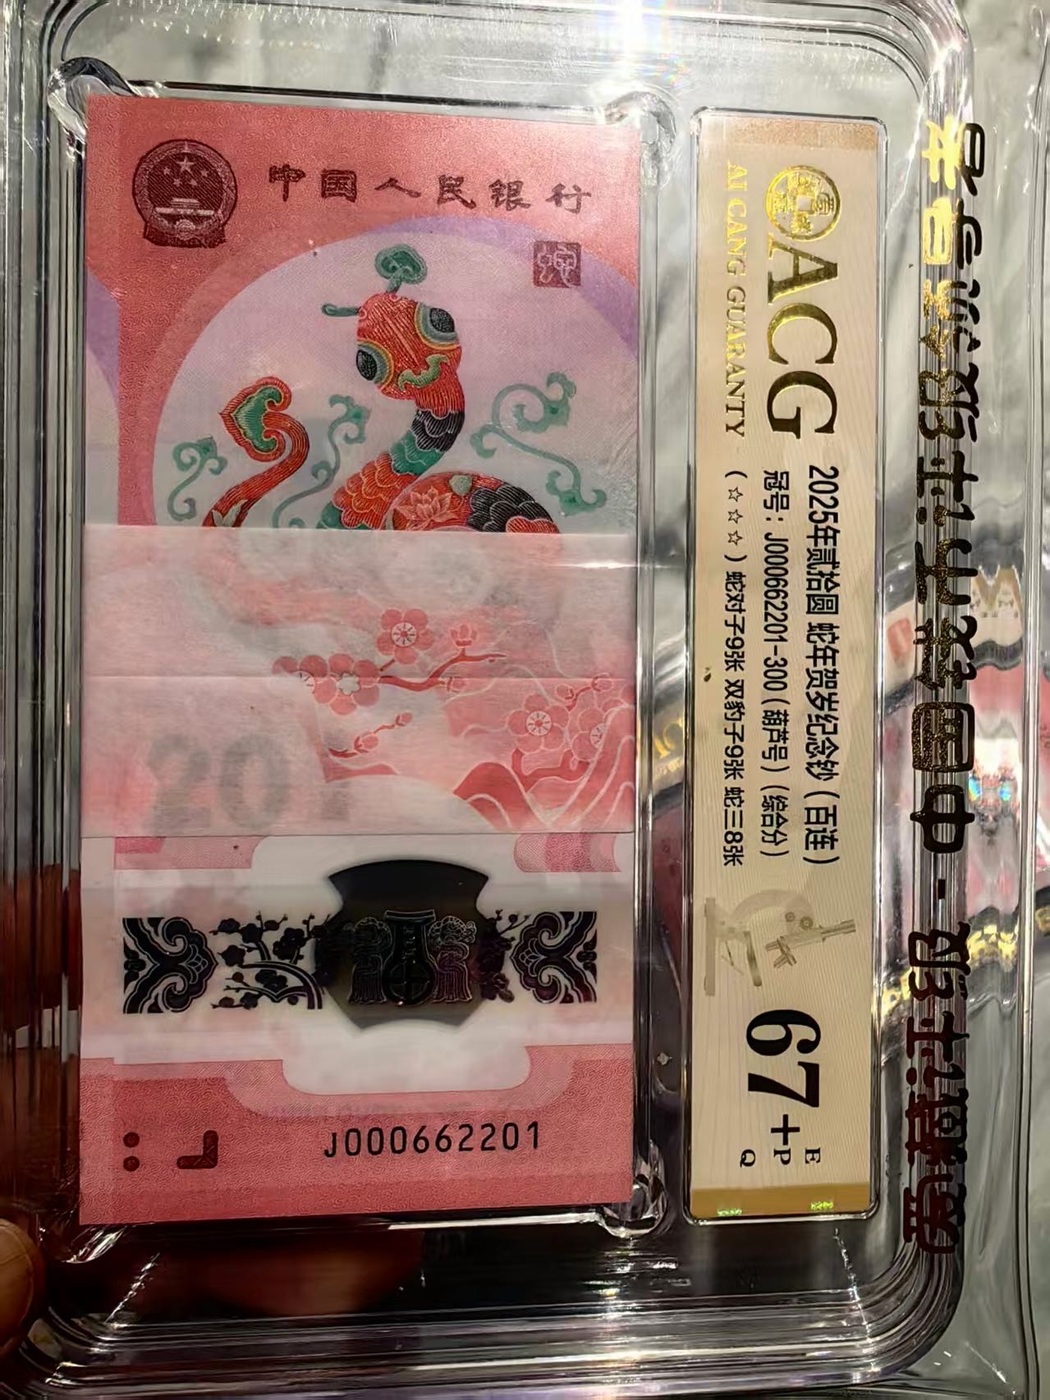 中国人民银行
20
J000662201
ACG
AI CANG GUARANTY
2025年贰拾圆 蛇年贺岁纪念钞（百连）
冠号：J000662201-300（葫芦号）（综合分）
（☆☆☆）蛇对子9张 双豹子9张 蛇三8张
67+
E
P
Q